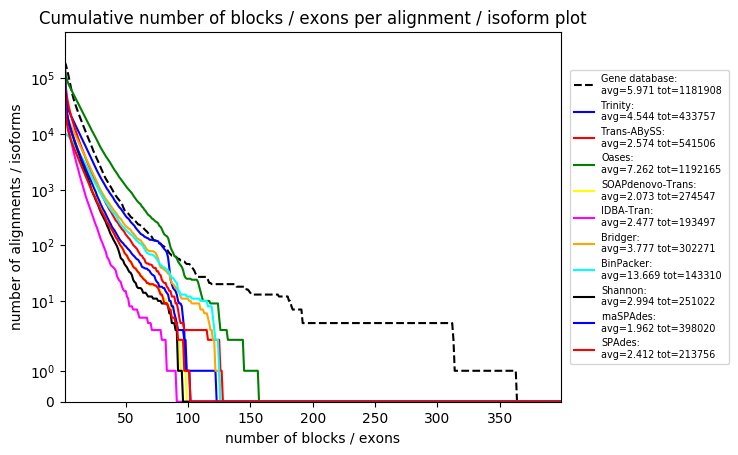 Cumulative number of blocks / exons per alignment / isoform plot
number of alignments / isoforms
10^5
10^4
10^3
10^2
10^1
10^0
0
50
100
150
200
250
300
350
number of blocks / exons
Gene database:
avg=5.971 tot=1181908
Trinity:
avg=4.544 tot=433757
Trans-ABySS:
avg=2.574 tot=541506
Oases:
avg=7.262 tot=1192165
SOAPdenovo-Trans:
avg=2.073 tot=274547
IDBA-Tran:
avg=2.477 tot=193497
Bridger:
avg=3.777 tot=302271
BinPacker:
avg=13.669 tot=143310
Shannon:
avg=2.994 tot=251022
rnaSPAdes:
avg=1.962 tot=398020
SPAdes:
avg=2.412 tot=213756